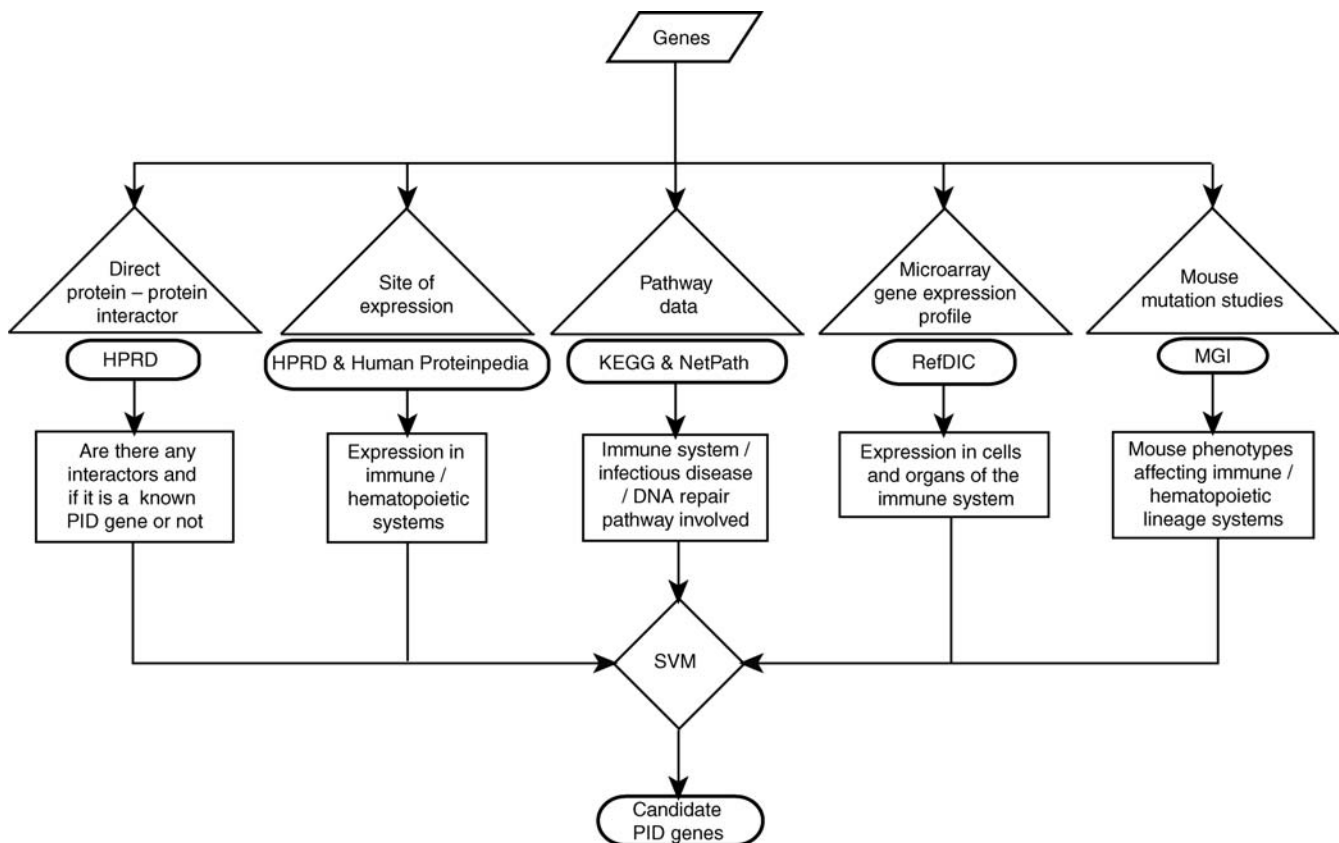 Genes
Direct
protein – protein
interactor
Site of
expression
Pathway
data
Microarray
gene expression
profile
Mouse
mutation studies
HPRD
HPRD & Human Proteinpedia
KEGG & NetPath
RefDIC
MGI
Are there any
interactors and
if it is a known
PID gene or not
Expression in
immune /
hematopoietic
systems
Immune system /
infectious disease
/ DNA repair
pathway involved
Expression in cells
and organs of the
immune system
Mouse phenotypes
affecting immune /
hematopoietic
lineage systems
SVM
Candidate
PID genes